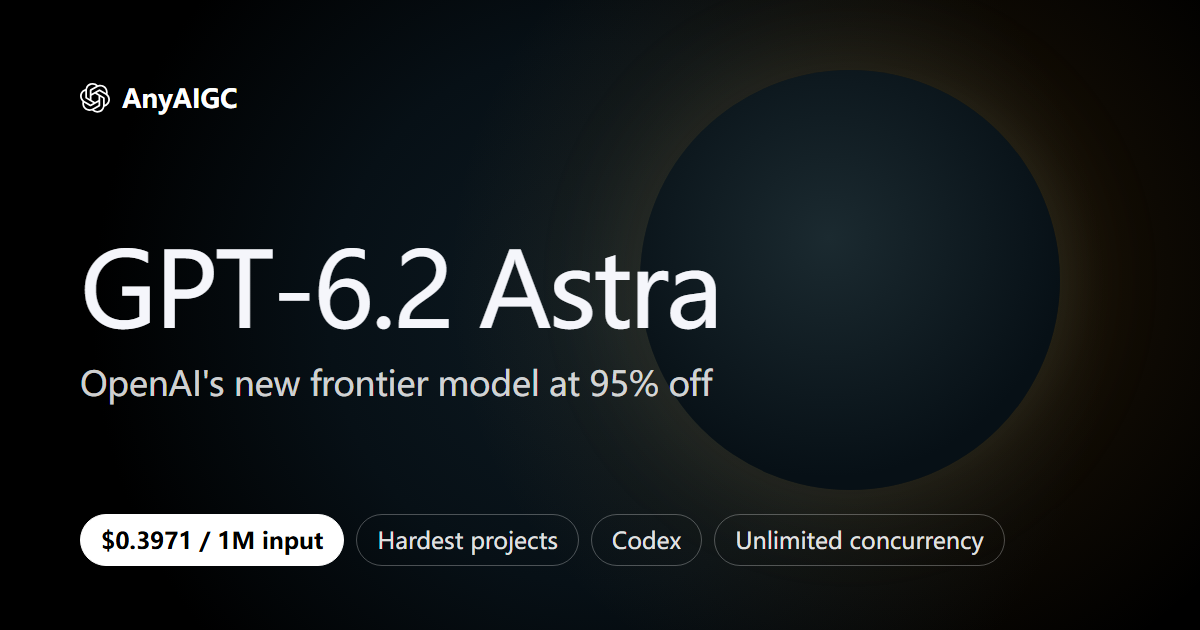 AnyAIGC
GPT-6.2 Astra
OpenAI's new frontier model at 95% off
$0.3971 / 1M input
Hardest projects
Codex
Unlimited concurrency